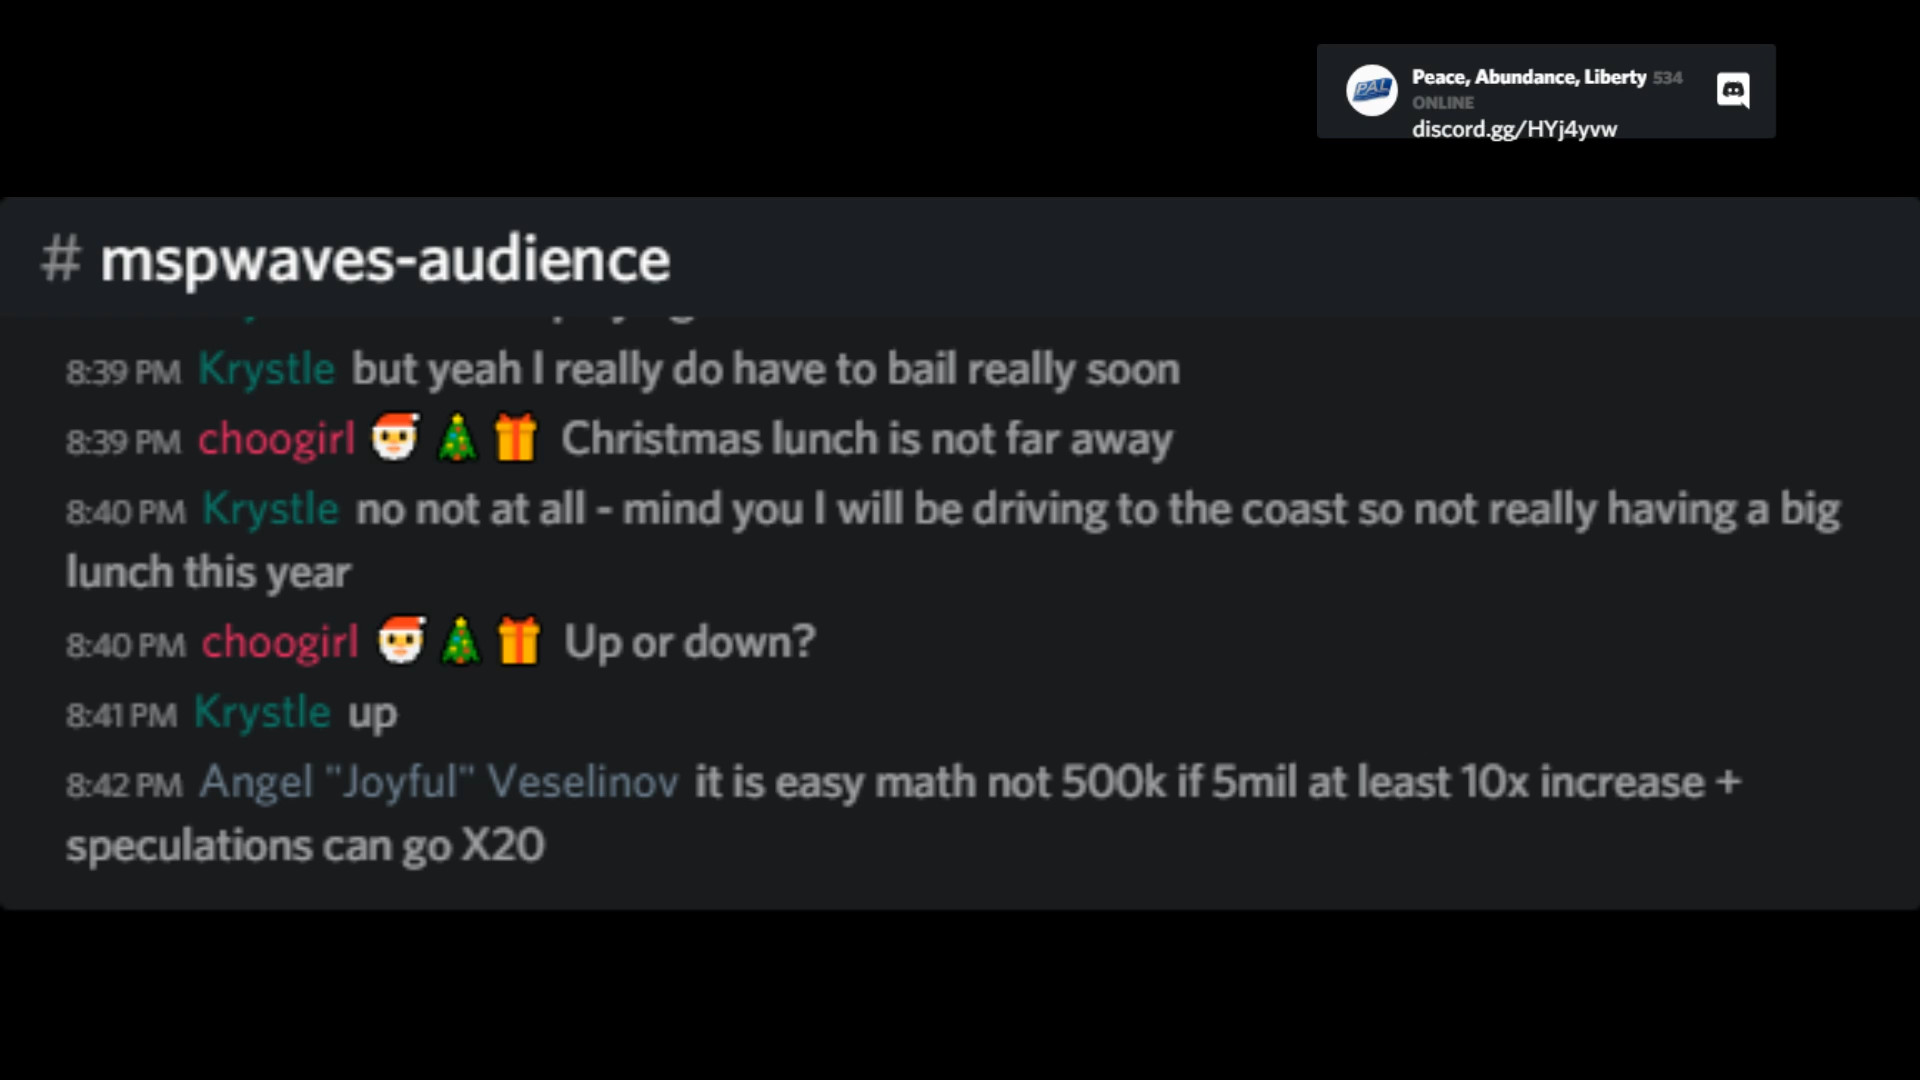 Peace, Abundance, Liberty 534
ONLINE
discord.gg/HYj4yvw
PAL
# mspwaves-audience
8:39 PM Krystle but yeah I really do have to bail really soon
8:39 PM choogirl 🎅 🎄 🎁 Christmas lunch is not far away
8:40 PM Krystle no not at all - mind you I will be driving to the coast so not really having a big
lunch this year
8:40 PM choogirl 🎅 🎄 🎁 Up or down?
8:41 PM Krystle up
8:42 PM Angel "Joyful" Veselinov it is easy math not 500k if 5mil at least 10x increase +
speculations can go X20